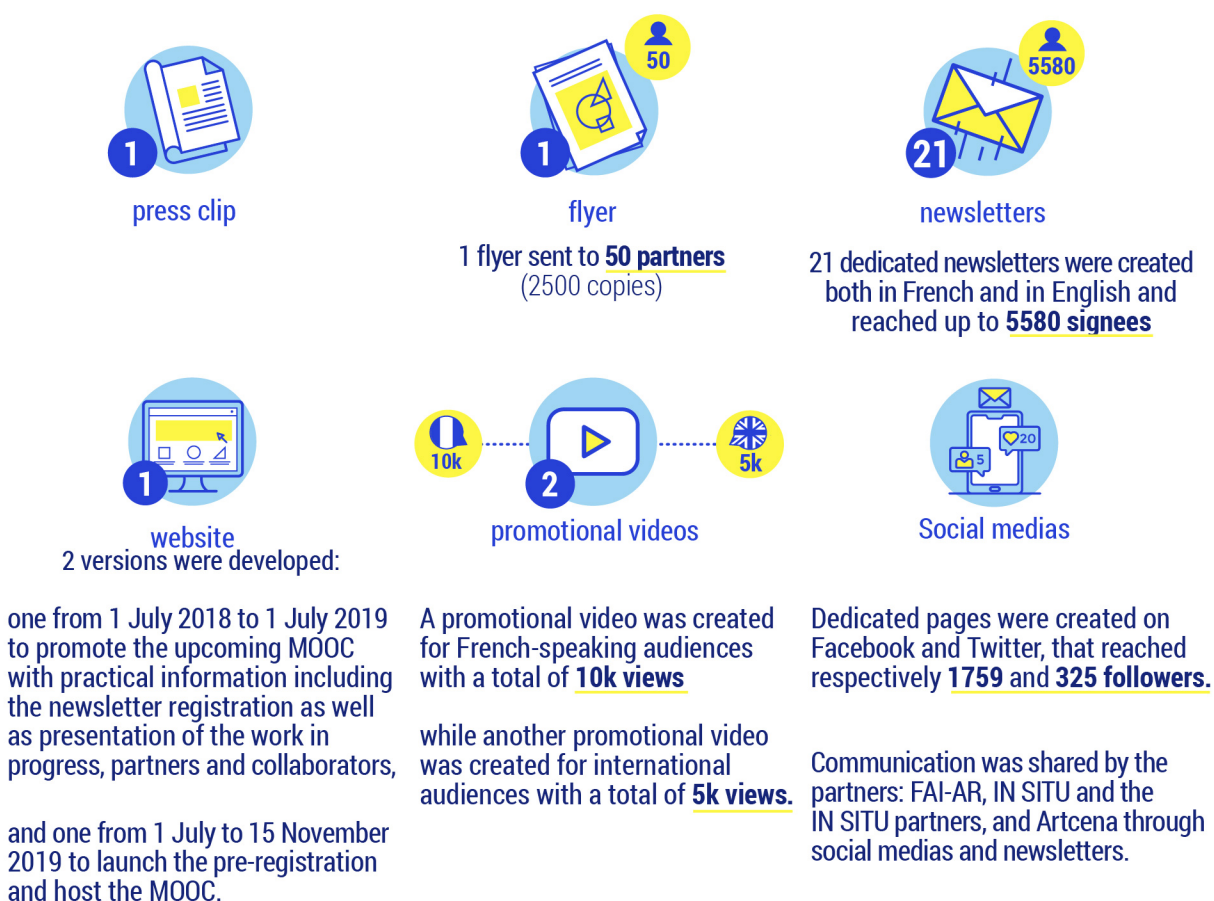 1
press clip
50
1
flyer
1 flyer sent to 50 partners
(2500 copies)
5580
21
newsletters
21 dedicated newsletters were created
both in French and in English and
reached up to 5580 signees
1
website
2 versions were developed:
one from 1 July 2018 to 1 July 2019
to promote the upcoming MOOC
with practical information including
the newsletter registration as well
as presentation of the work in
progress, partners and collaborators,
and one from 1 July to 15 November
2019 to launch the pre-registration
and host the MOOC.
10k
2
5k
promotional videos
A promotional video was created
for French-speaking audiences
with a total of 10k views
while another promotional video
was created for international
audiences with a total of 5k views.
20
5
Social medias
Dedicated pages were created on
Facebook and Twitter, that reached
respectively 1759 and 325 followers.
Communication was shared by the
partners: FAI-AR, IN SITU and the
IN SITU partners, and Artcena through
social medias and newsletters.